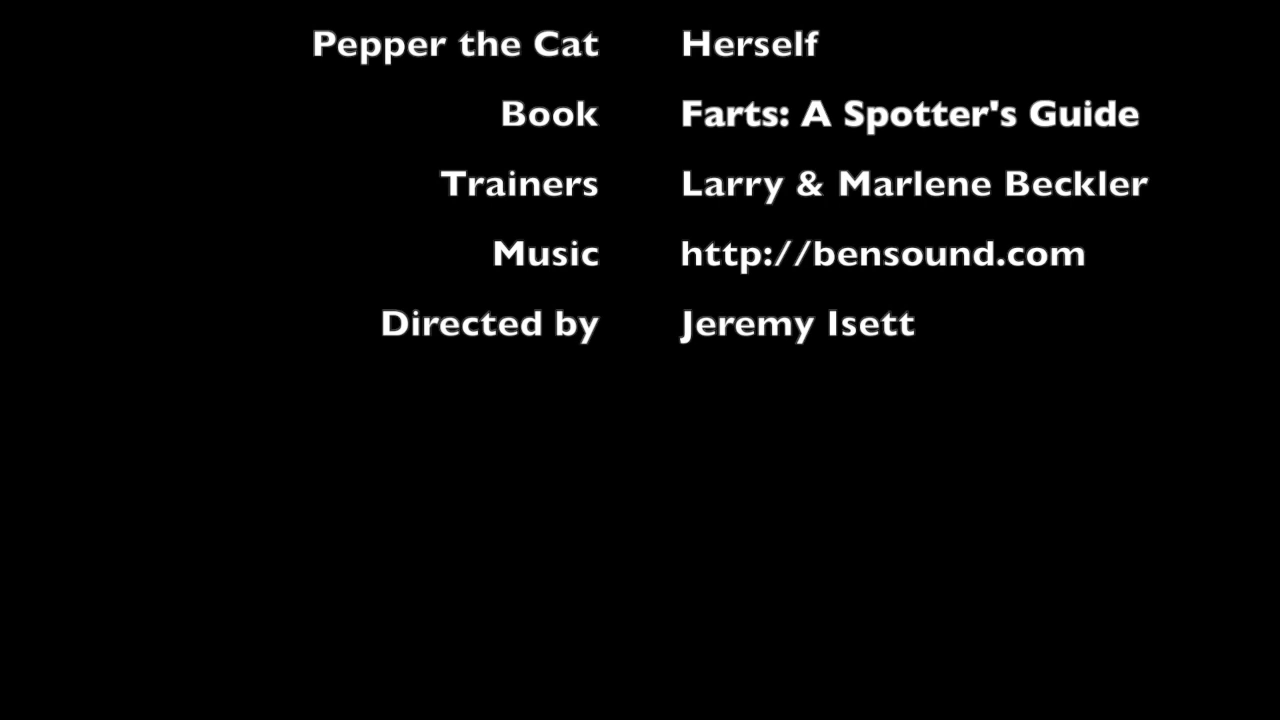 Pepper the Cat Herself
Book Farts: A Spotter's Guide
Trainers Larry & Marlene Beckler
Music http://bensound.com
Directed by Jeremy Isett